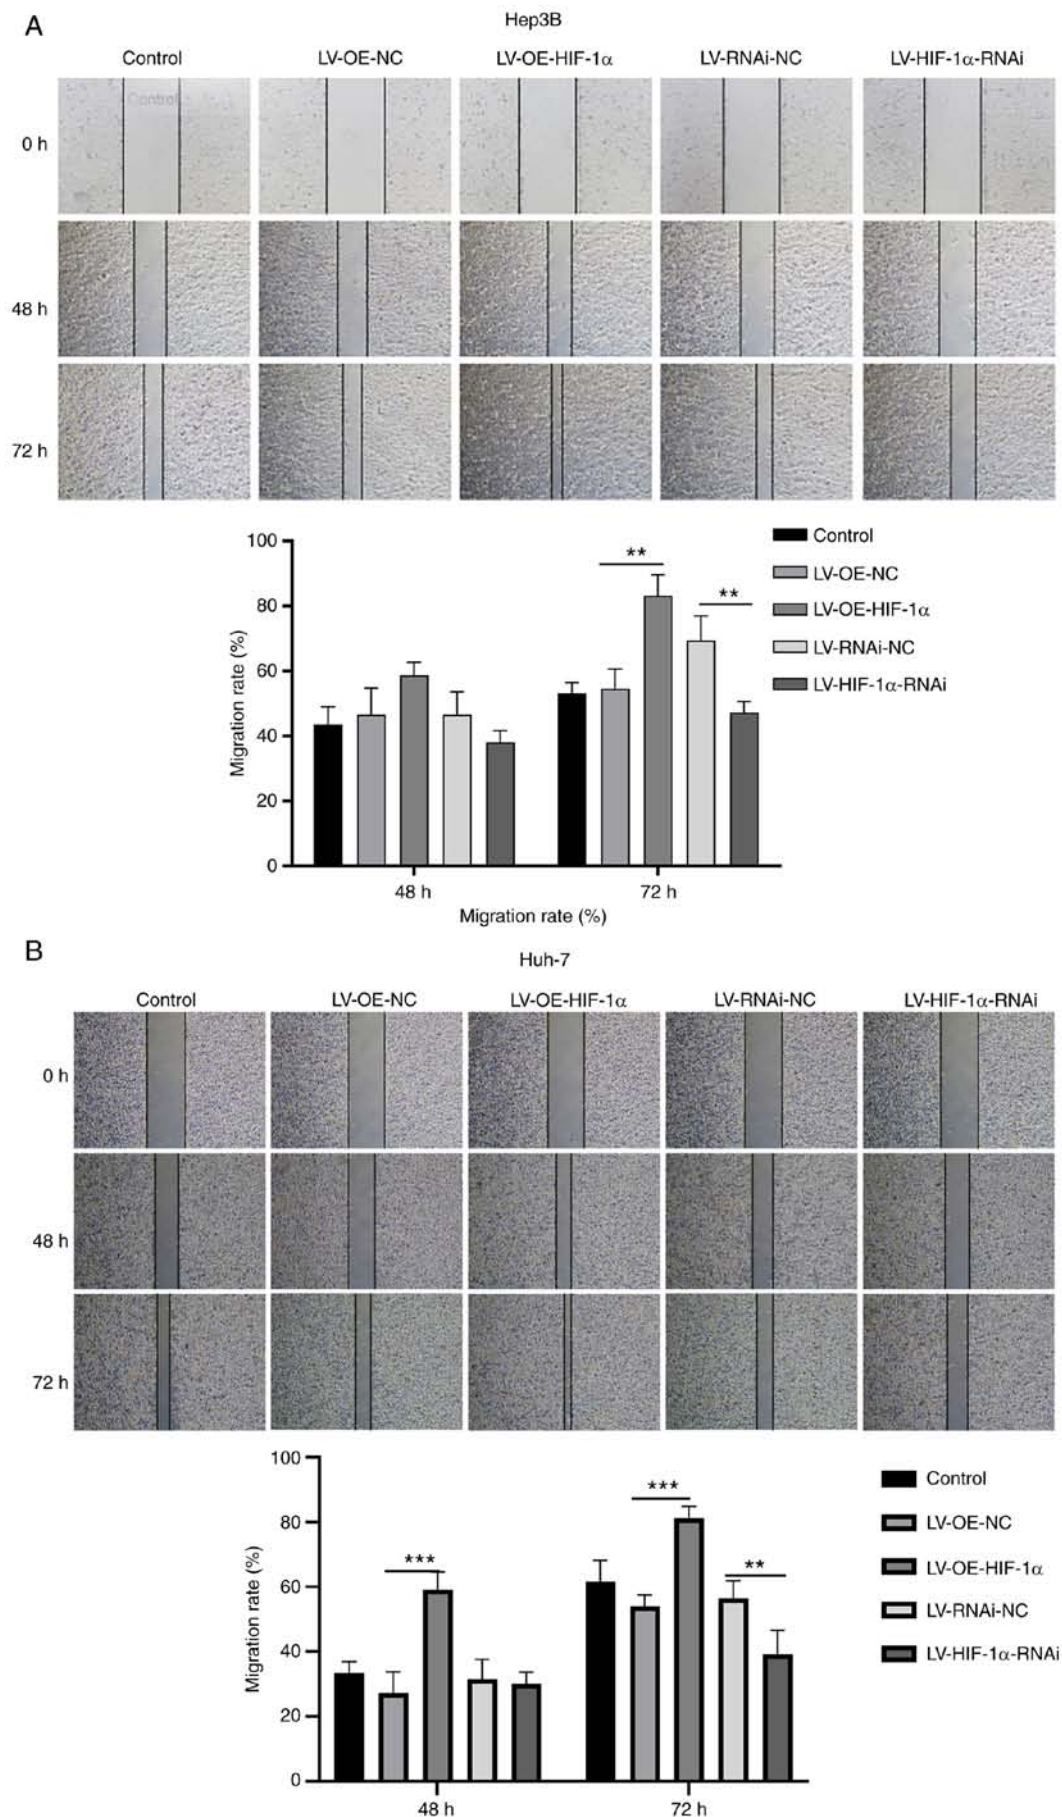 A
Hep3B
Control LV-OE-NC LV-OE-HIF-1α LV-RNAi-NC LV-HIF-1α-RNAi
Control
0 h
48 h
72 h
100
80
60
40
20
0
Migration rate (%)
** **
48 h 72 h
Migration rate (%)
Control
LV-OE-NC
LV-OE-HIF-1α
LV-RNAi-NC
LV-HIF-1α-RNAi
B
Huh-7
Control LV-OE-NC LV-OE-HIF-1α LV-RNAi-NC LV-HIF-1α-RNAi
0 h
48 h
72 h
100
80
60
40
20
0
Migration rate (%)
*** *** **
48 h 72 h
Control
LV-OE-NC
LV-OE-HIF-1α
LV-RNAi-NC
LV-HIF-1α-RNAi